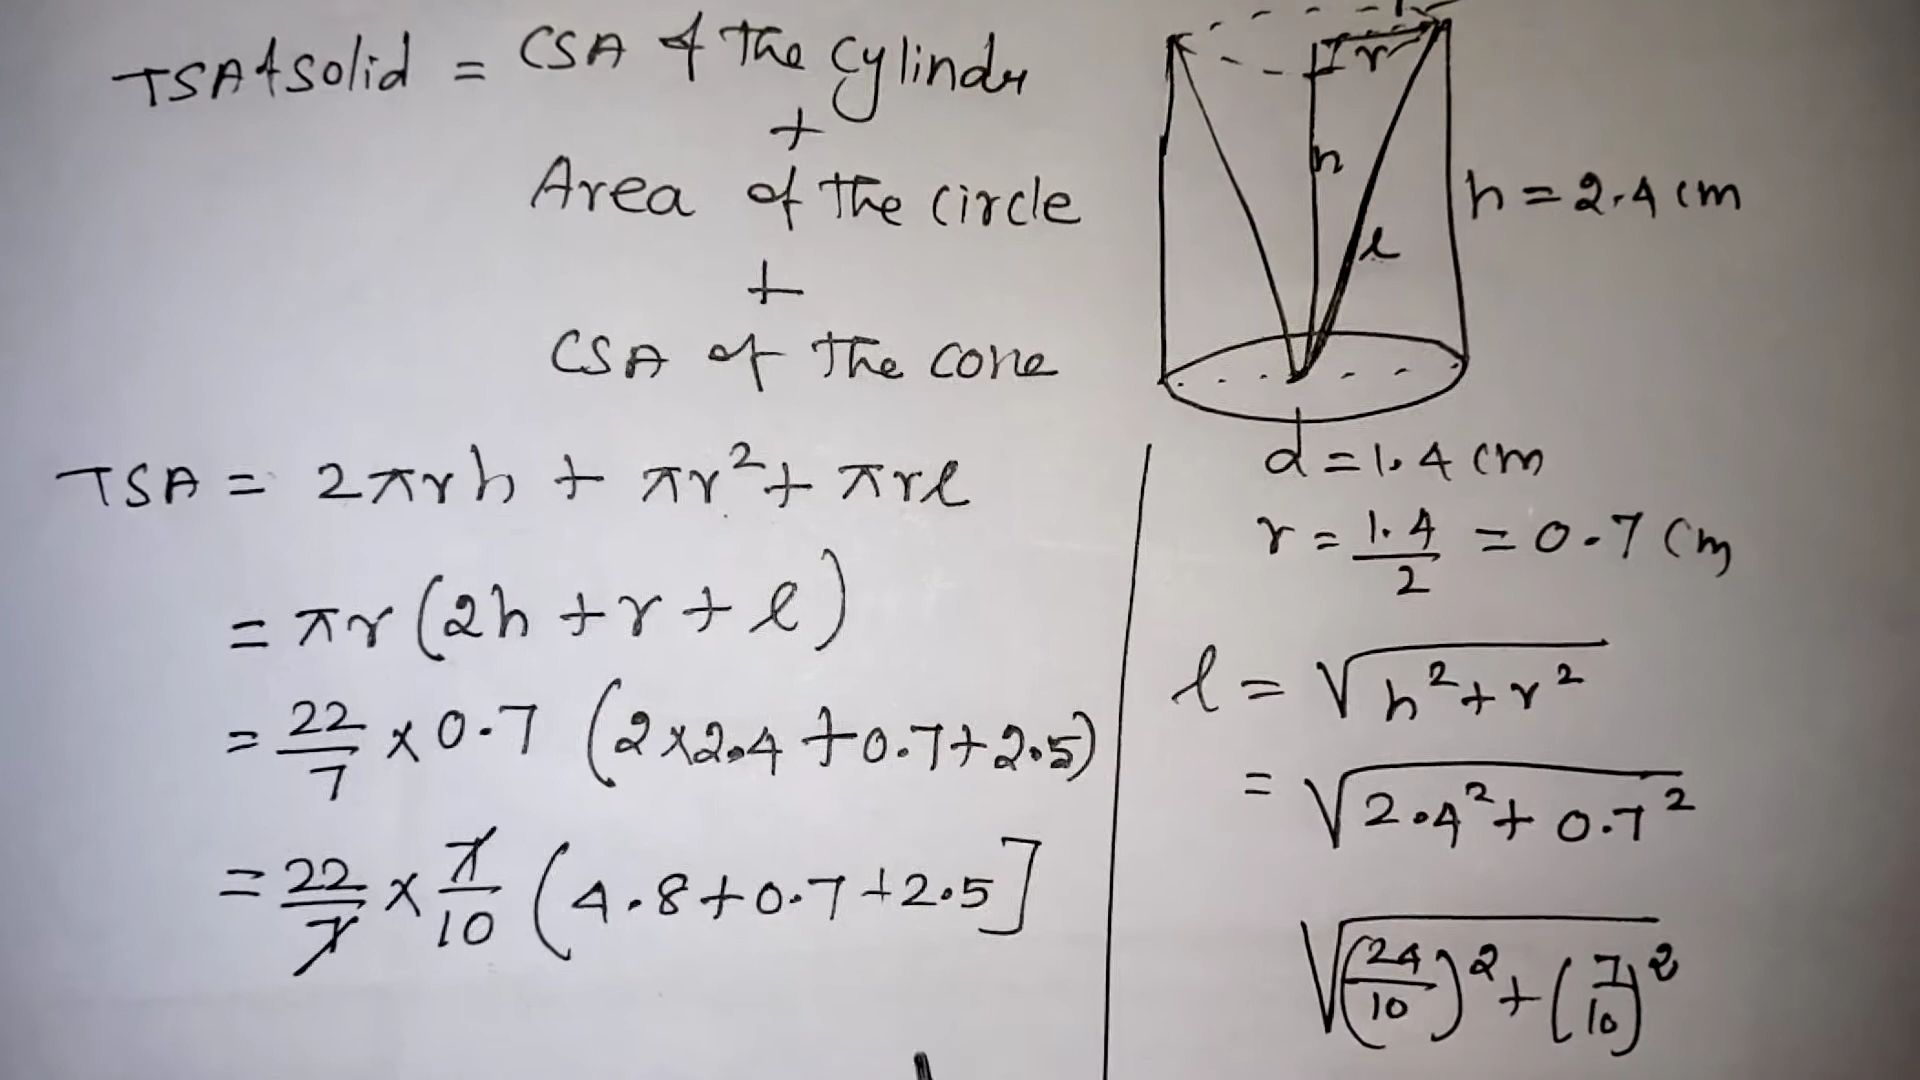 TSA of solid = CSA of the cylinder
+
Area of the circle
+
CSA of the cone
r
h
l
h = 2.4 cm
d = 1.4 cm
r = 1.4/2 = 0.7 cm
l = √(h² + r²)
= √(2.4² + 0.7²)
√((24/10)² + (7/10)²)
TSA = 2πrh + πr² + πrl
= πr (2h + r + l)
= 22/7 × 0.7 (2×2.4 + 0.7 + 2.5)
= 22/7 × 7/10 (4.8 + 0.7 + 2.5]